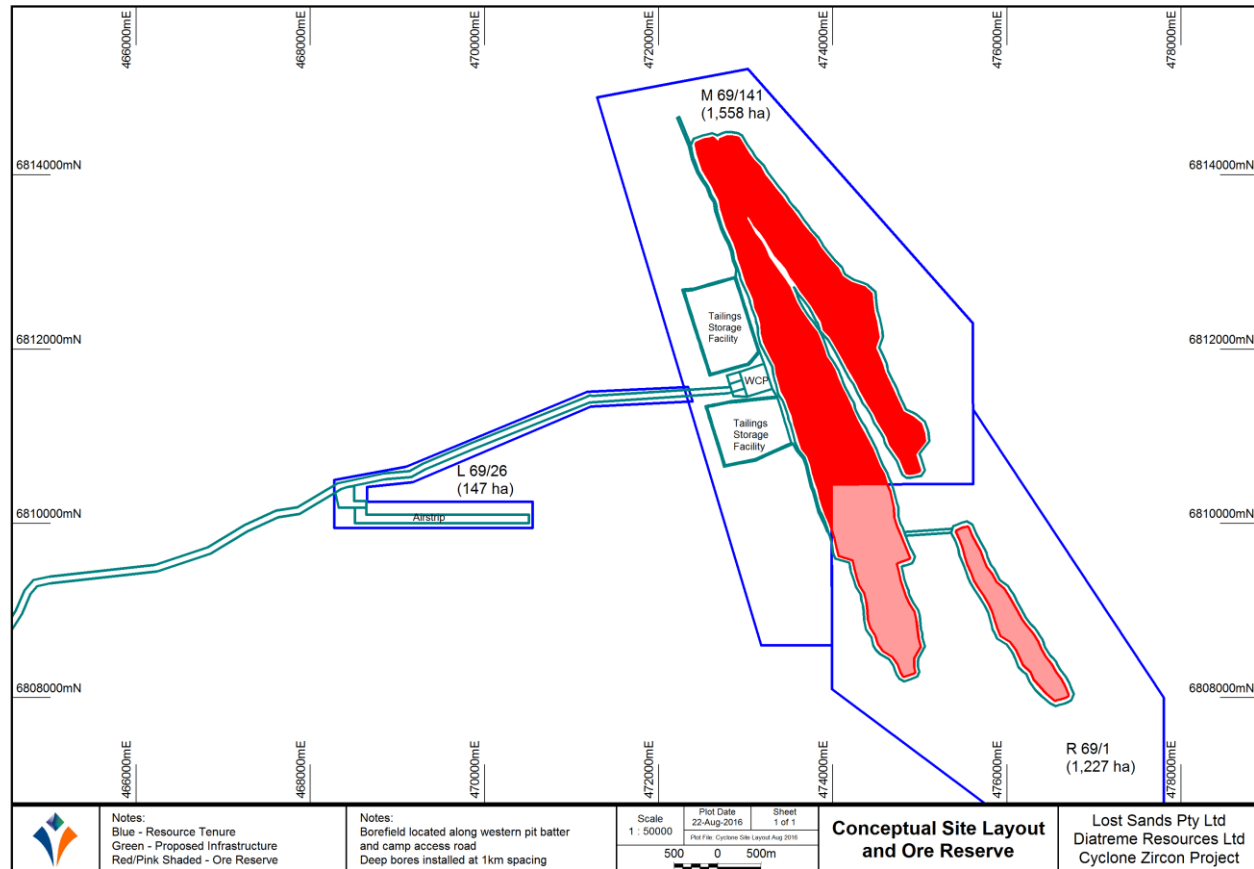 466000mE
468000mE
470000mE
472000mE
474000mE
476000mE
478000mE
M 69/141
(1,558 ha)
6814000mN
6814000mN
Tailings
Storage
Facility
6812000mN
6812000mN
WCP
Tailings
Storage
Facility
L 69/26
(147 ha)
Airstrip
6810000mN
6810000mN
6808000mN
6808000mN
R 69/1
(1,227 ha)
466000mE
468000mE
470000mE
472000mE
474000mE
476000mE
478000mE
Notes:
Blue - Resource Tenure
Green - Proposed Infrastructure
Red/Pink Shaded - Ore Reserve
Notes:
Borefield located along western pit batter
and camp access road
Deep bores installed at 1km spacing
Scale
1 : 50000
Plot Date
22-Aug-2016
Sheet
1 of 1
Plot File: Cyclone Site Layout Aug 2016
500 0 500m
Conceptual Site Layout
and Ore Reserve
Lost Sands Pty Ltd
Diatreme Resources Ltd
Cyclone Zircon Project